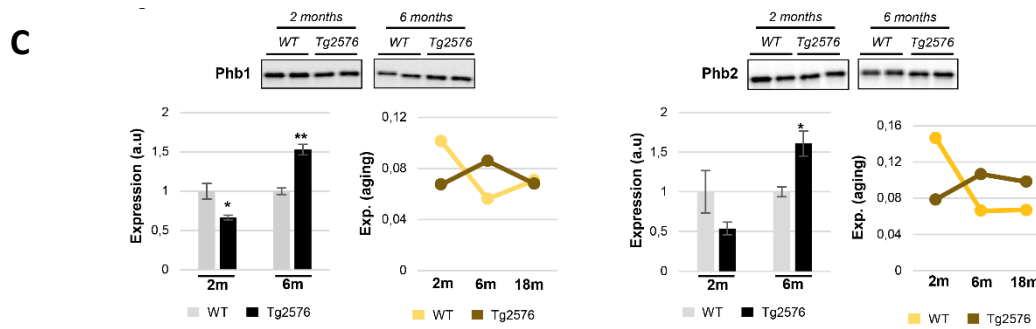 C
2 months 6 months
WT Tg2576 WT Tg2576
Phb1
2
1,5
1
0,5
0
Expression (a.u)
*
**
2m 6m
WT Tg2576
0,12
0,08
0,04
0
Exp. (aging)
2m 6m 18m
WT Tg2576
2 months 6 months
WT Tg2576 WT Tg2576
Phb2
2
1,5
1
0,5
0
Expression (a.u)
*
2m 6m
WT Tg2576
0,16
0,12
0,08
0,04
0
Exp. (aging)
2m 6m 18m
WT Tg2576